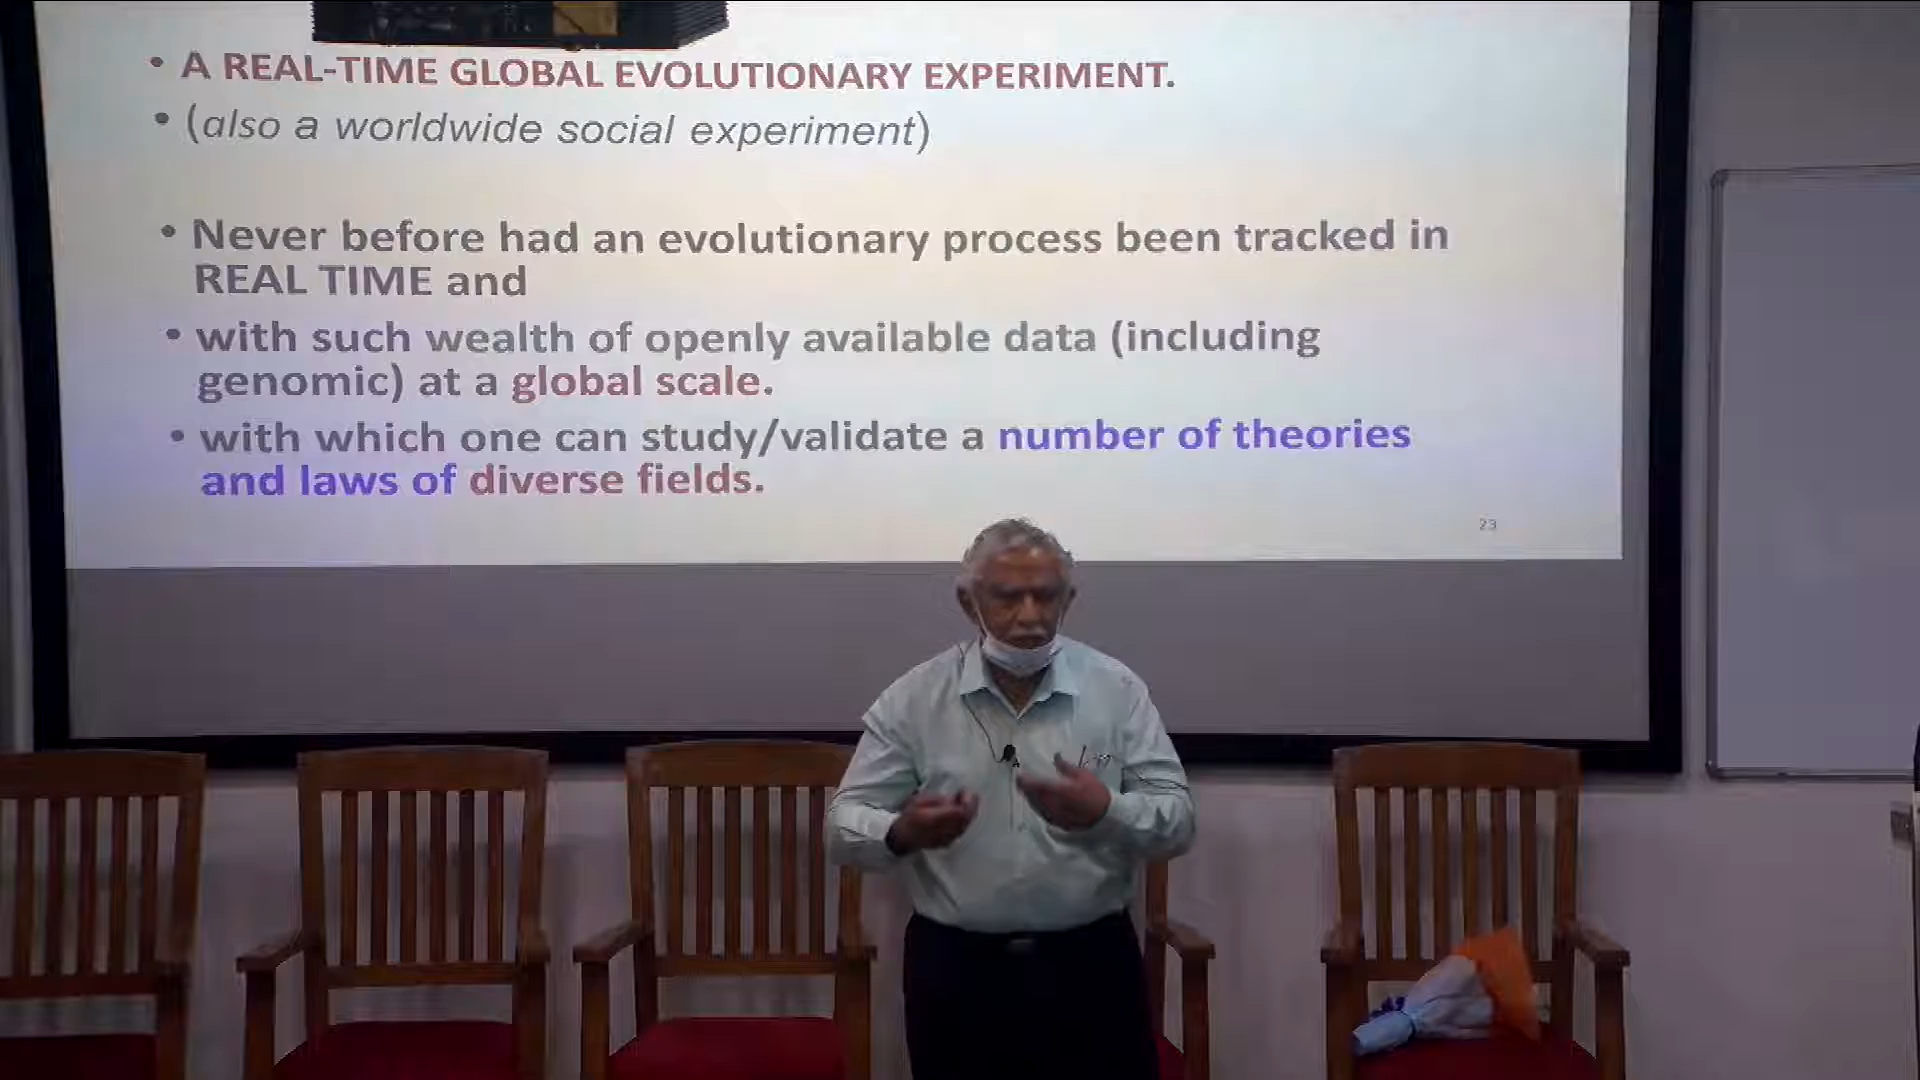 • A REAL-TIME GLOBAL EVOLUTIONARY EXPERIMENT.
• (also a worldwide social experiment)
• Never before had an evolutionary process been tracked in
REAL TIME and
• with such wealth of openly available data (including
genomic) at a global scale.
• with which one can study/validate a number of theories
and laws of diverse fields.
23